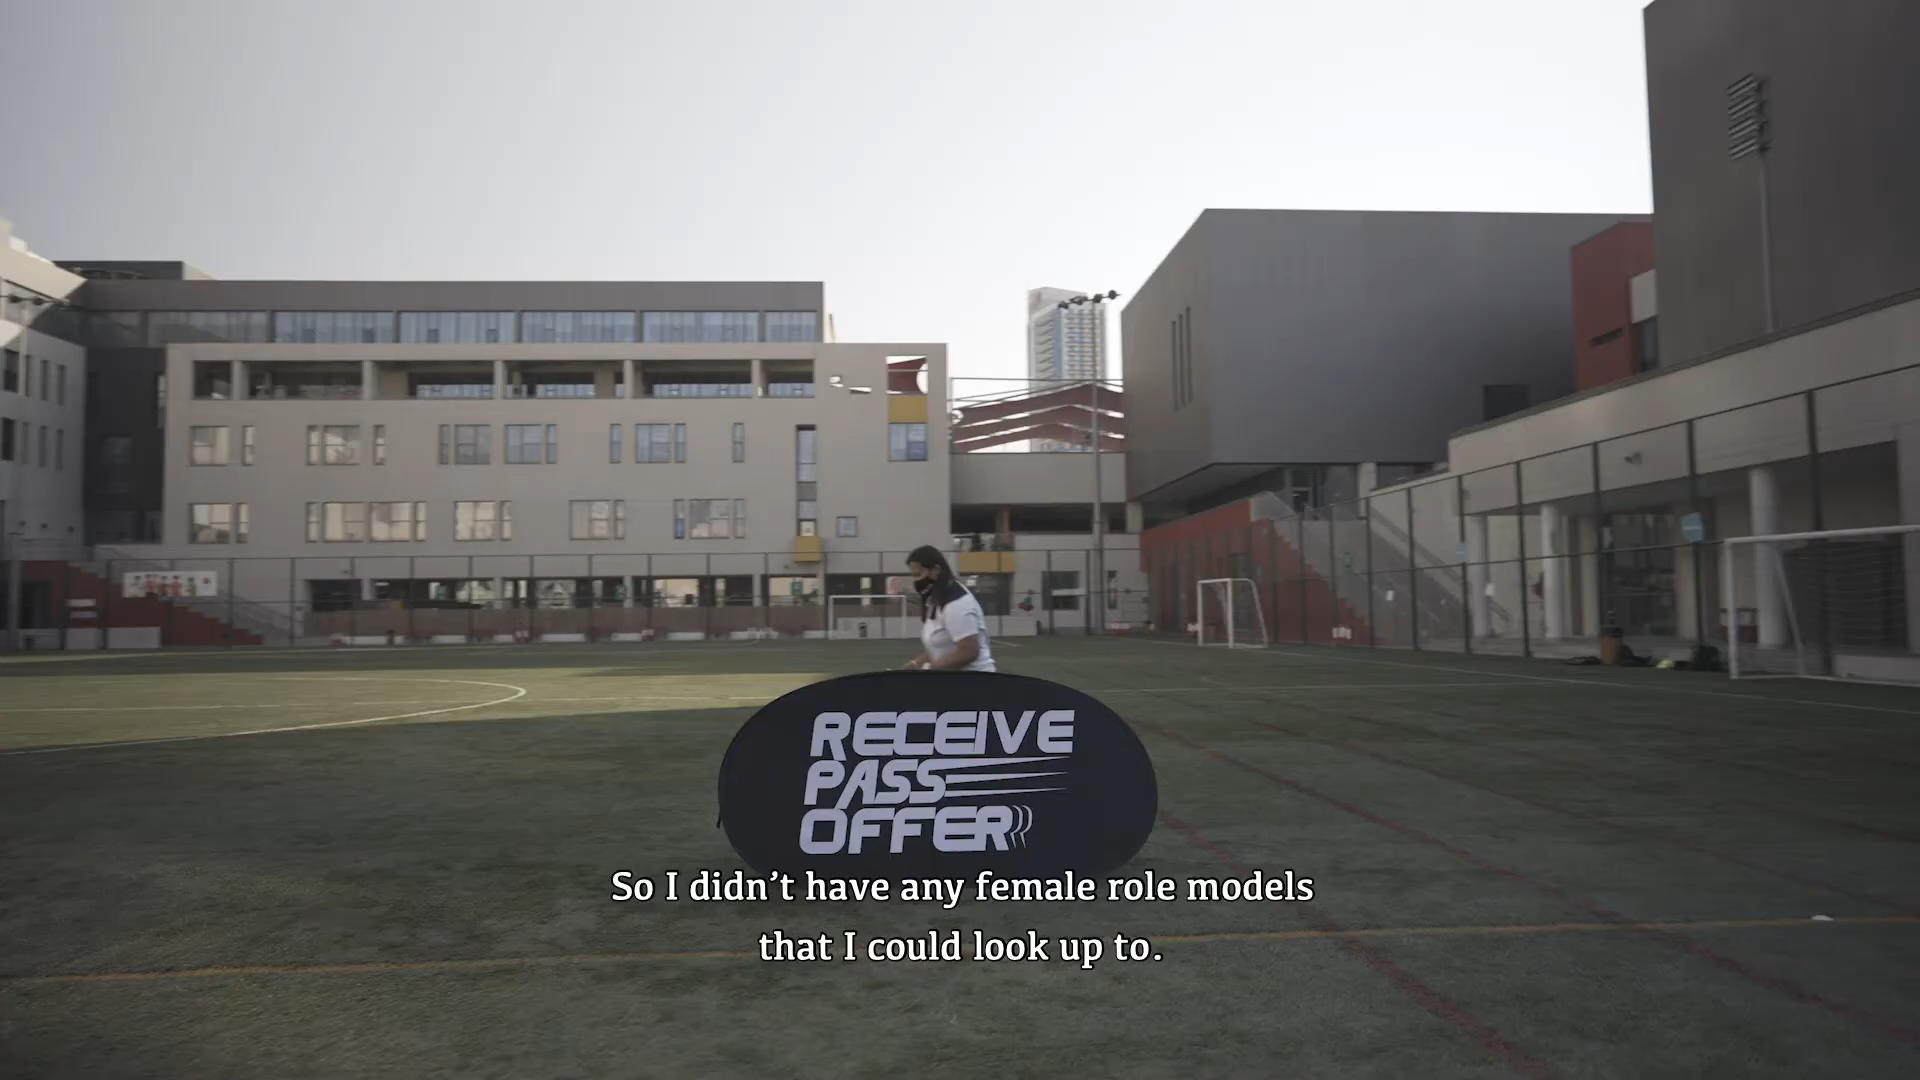 RECEIVE
PASS
OFFER
So I didn’t have any female role models
that I could look up to.